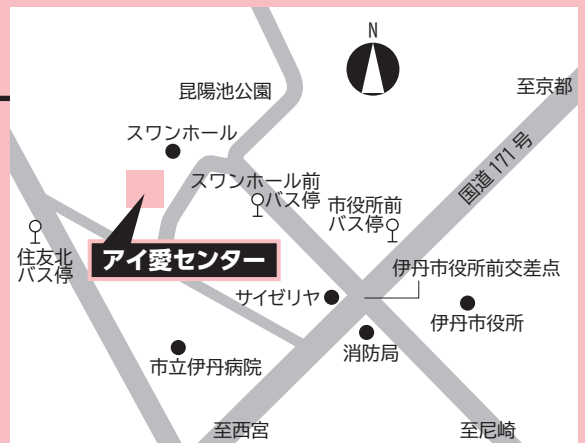 N
昆陽池公園
至京都
スワンホール
国道171号
スワンホール前
バス停
市役所前
バス停
住友北
バス停
アイ愛センター
伊丹市役所前交差点
サイゼリヤ
伊丹市役所
消防局
市立伊丹病院
至西宮
至尼崎